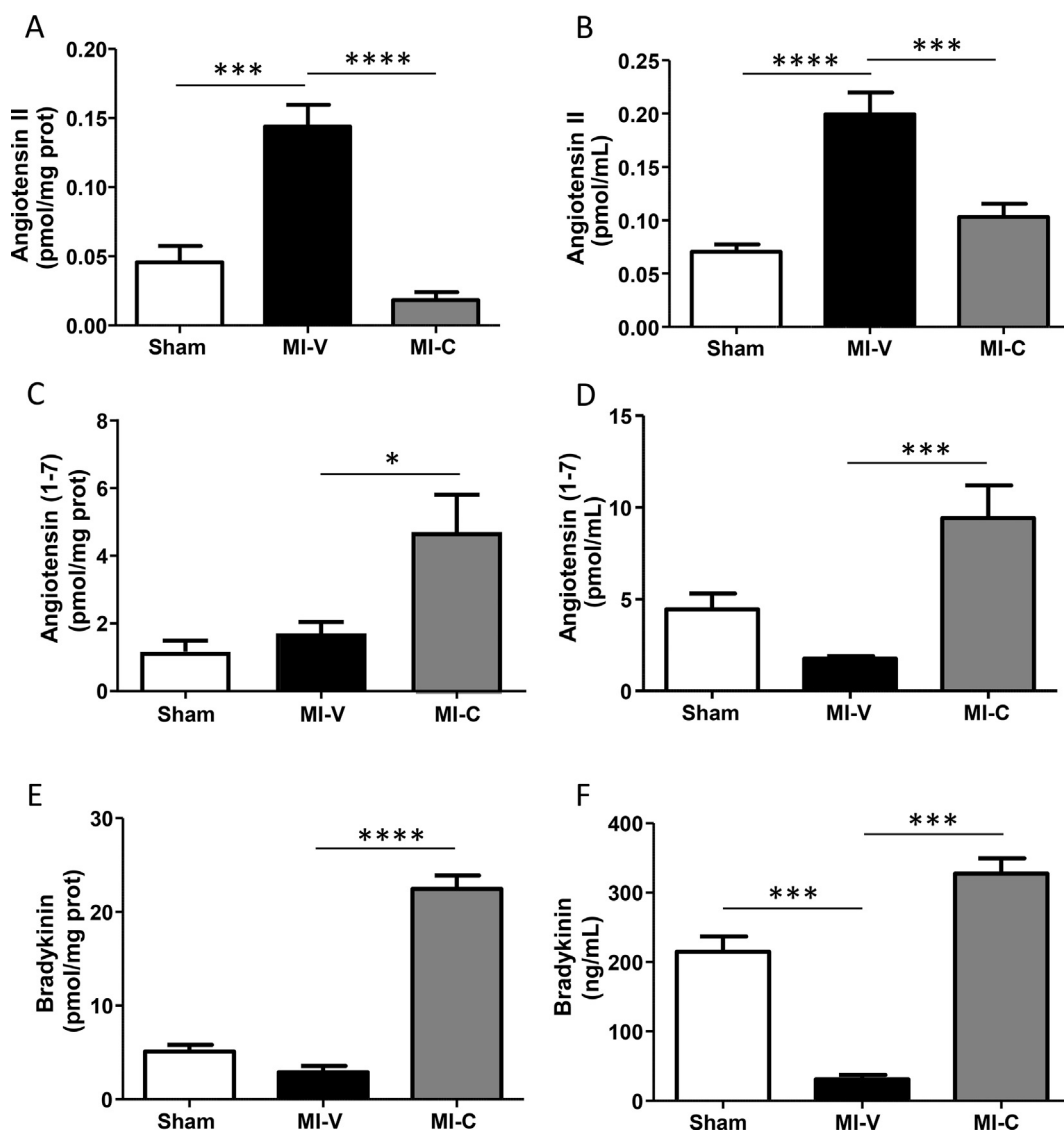 A
Angiotensin II
(pmol/mg prot)
0.20
0.15
0.10
0.05
0.00
***
****
Sham
MI-V
MI-C
B
Angiotensin II
(pmol/mL)
0.25
0.20
0.15
0.10
0.05
0.00
****
***
Sham
MI-V
MI-C
C
Angiotensin (1-7)
(pmol/mg prot)
8
6
4
2
0
*
Sham
MI-V
MI-C
D
Angiotensin (1-7)
(pmol/mL)
15
10
5
0
***
Sham
MI-V
MI-C
E
Bradykinin
(pmol/mg prot)
30
20
10
0
****
Sham
MI-V
MI-C
F
Bradykinin
(ng/mL)
400
300
200
100
0
***
***
Sham
MI-V
MI-C